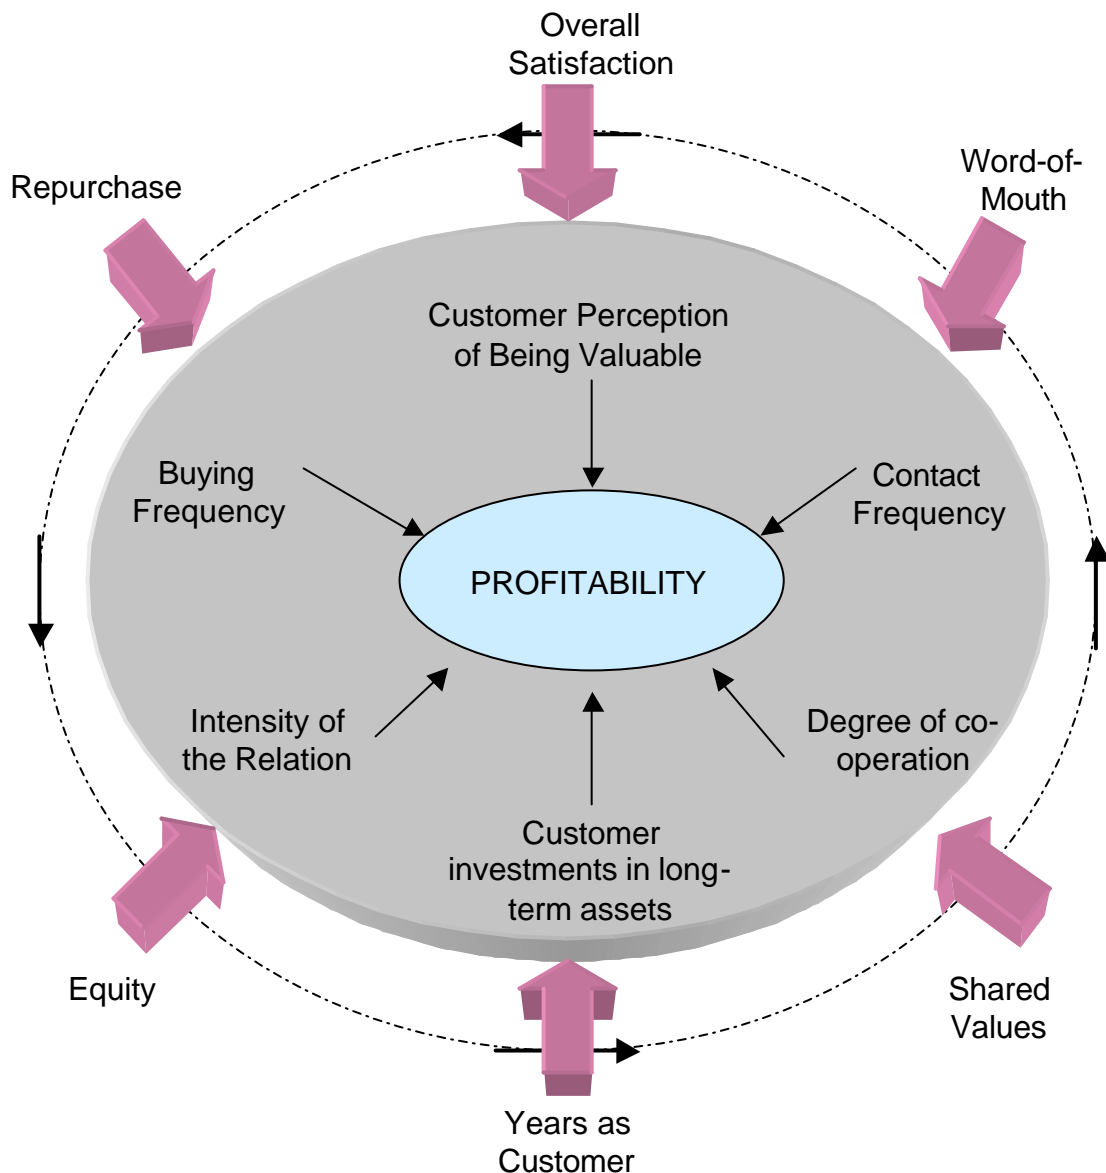 Overall
Satisfaction
Word-of-
Mouth
Repurchase
Customer Perception
of Being Valuable
Buying
Frequency
Contact
Frequency
PROFITABILITY
Intensity of
the Relation
Degree of co-
operation
Customer
investments in long-
term assets
Equity
Shared
Values
Years as
Customer